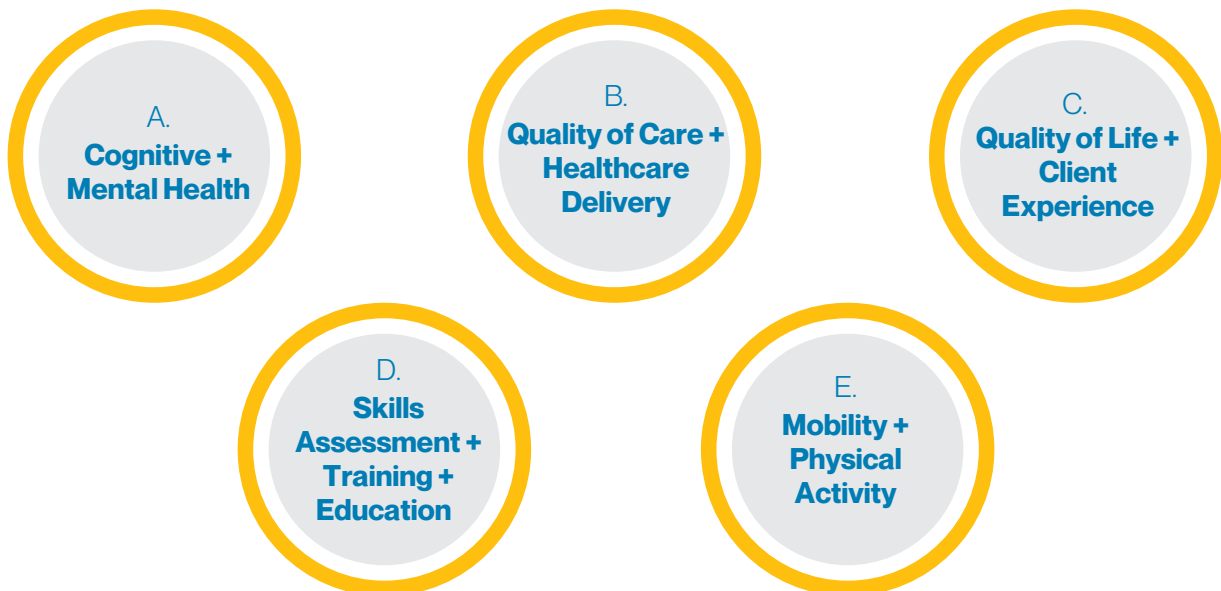 A.
Cognitive +
Mental Health
B.
Quality of Care +
Healthcare
Delivery
C.
Quality of Life +
Client
Experience
D.
Skills
Assessment +
Training +
Education
E.
Mobility +
Physical
Activity